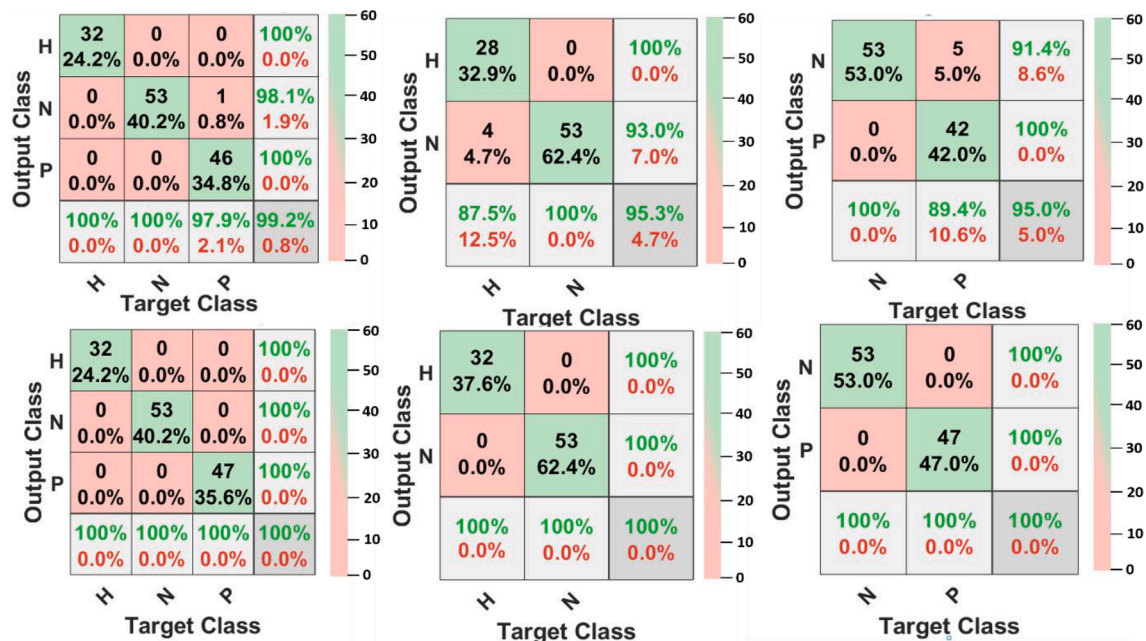 H 32 0 0 100% 60
24.2% 0.0% 0.0% 0.0% 50
N 0 53 1 98.1% 40
0.0% 40.2% 0.8% 1.9% 30
P 0 0 46 100% 20
0.0% 0.0% 34.8% 0.0%
100% 100% 97.9% 99.2% 10
0.0% 0.0% 2.1% 0.8% 0
H N P
Output Class
Target Class
H 28 0 100% 60
32.9% 0.0% 0.0% 50
40
N 4 53 93.0% 30
4.7% 62.4% 7.0% 20
87.5% 100% 95.3% 10
12.5% 0.0% 4.7% 0
H N
Output Class
Target Class
N 53 5 91.4% 60
53.0% 5.0% 8.6% 50
40
P 0 42 100% 30
0.0% 42.0% 0.0% 20
100% 89.4% 95.0% 10
0.0% 10.6% 5.0% 0
N P
Output Class
Target Class
H 32 0 0 100% 60
24.2% 0.0% 0.0% 0.0% 50
N 0 53 0 100% 40
0.0% 40.2% 0.0% 0.0% 30
P 0 0 47 100% 20
0.0% 0.0% 35.6% 0.0%
100% 100% 100% 100% 10
0.0% 0.0% 0.0% 0.0% 0
H N P
Output Class
Target Class
H 32 0 100% 60
37.6% 0.0% 0.0% 50
40
N 0 53 100% 30
0.0% 62.4% 0.0% 20
100% 100% 100% 10
0.0% 0.0% 0.0% 0
H N
Output Class
Target Class
N 53 0 100% 60
53.0% 0.0% 0.0% 50
40
P 0 47 100% 30
0.0% 47.0% 0.0% 20
100% 100% 100% 10
0.0% 0.0% 0.0% 0
N P
Output Class
Target Class